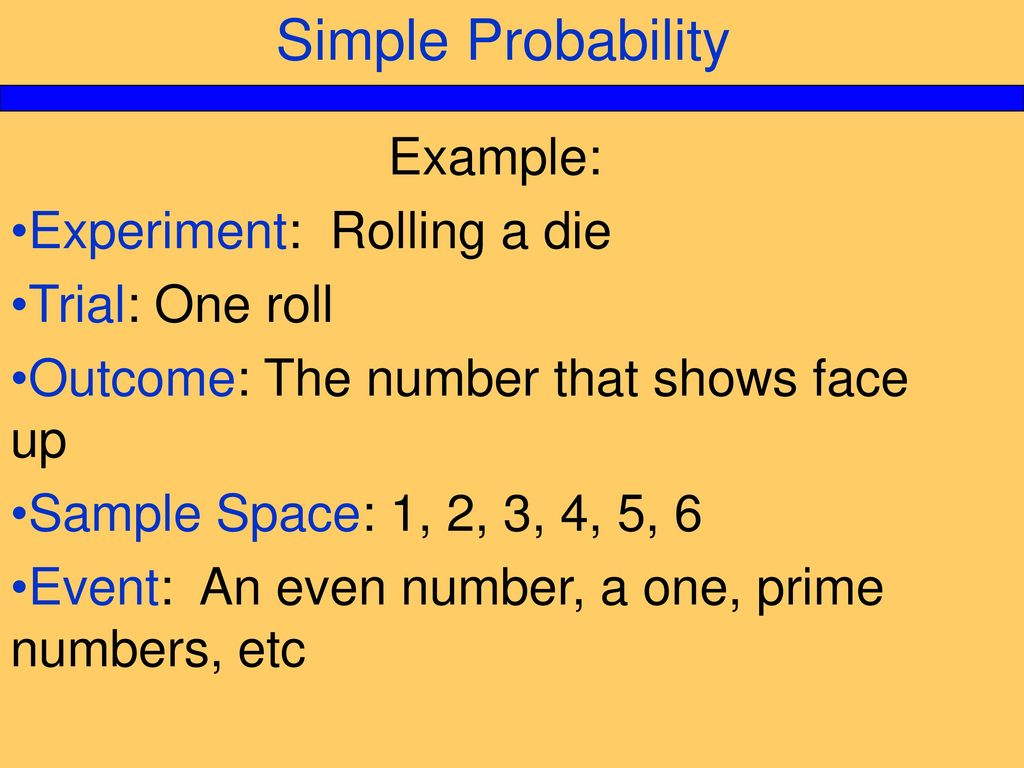 Simple Probability
Example:
•Experiment:  Rolling a die
•Trial: One roll
•Outcome: The number that shows face
up
•Sample Space: 1, 2, 3, 4, 5, 6
•Event:  An even number, a one, prime
numbers, etc